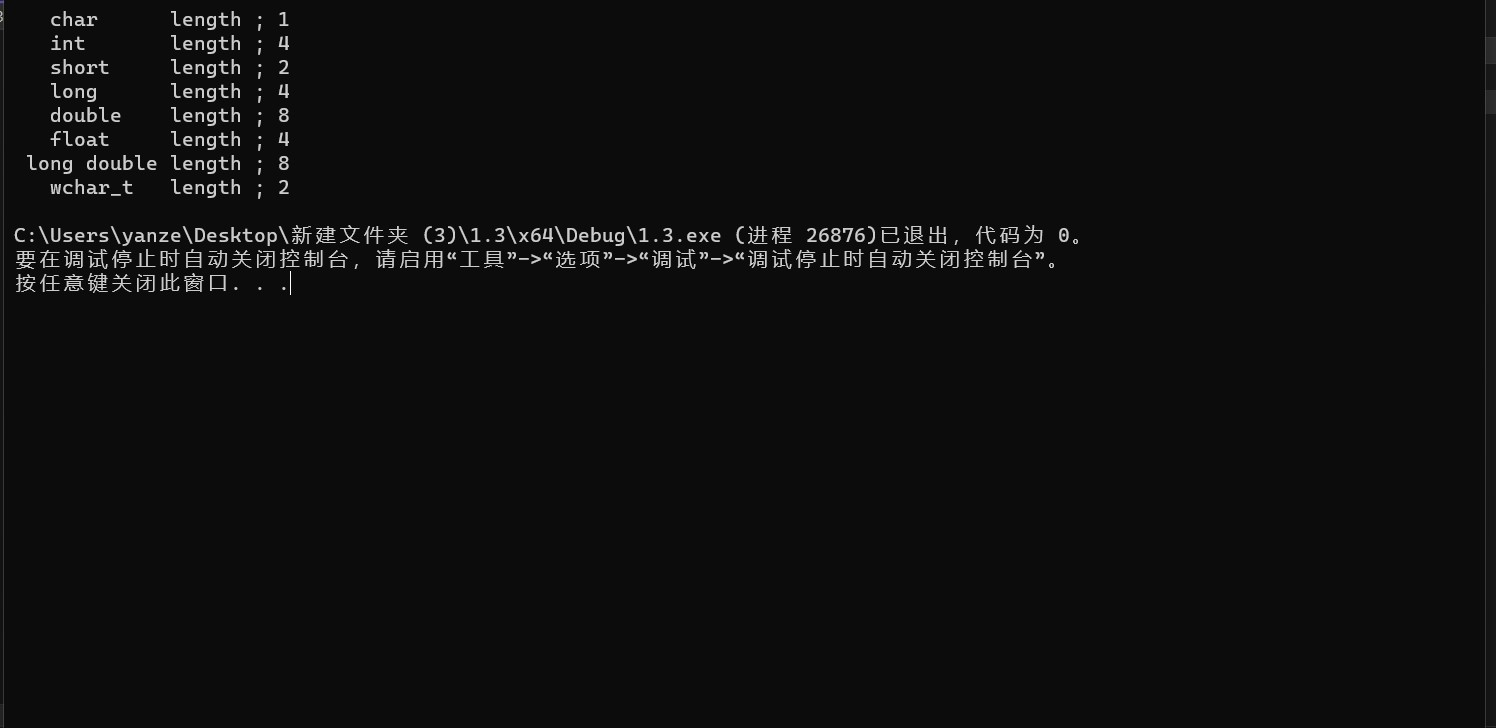 char length ; 1
int length ; 4
short length ; 2
long length ; 4
double length ; 8
float length ; 4
long double length ; 8
wchar_t length ; 2
C:\Users\yanze\Desktop\新建文件夹 (3)\1.3\x64\Debug\1.3.exe (进程 26876)已退出，代码为 0。
要在调试停止时自动关闭控制台，请启用“工具”->“选项”->“调试”->“调试停止时自动关闭控制台”。
按任意键关闭此窗口. . .